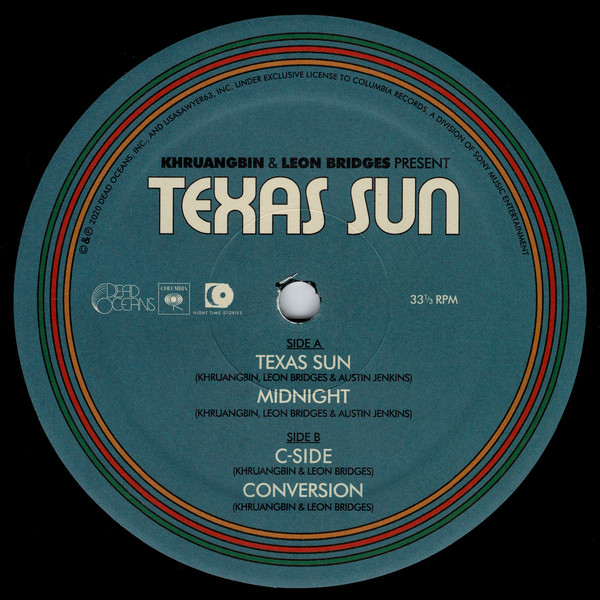 © & ℗ 2020 DEAD OCEANS, INC. AND LISASAWYER63, INC. UNDER EXCLUSIVE LICENSE TO COLUMBIA RECORDS, A DIVISION OF SONY MUSIC ENTERTAINMENT
KHRUANGBIN & LEON BRIDGES PRESENT
TEXAS SUN
DEAD OCEANS
COLUMBIA
NIGHT TIME STORIES
33⅓ RPM
SIDE A
TEXAS SUN
(KHRUANGBIN, LEON BRIDGES & AUSTIN JENKINS)
MiDNiGHT
(KHRUANGBIN, LEON BRIDGES & AUSTIN JENKINS)
SIDE B
C-SIDE
(KHRUANGBIN & LEON BRIDGES)
CONVERSION
(KHRUANGBIN & LEON BRIDGES)